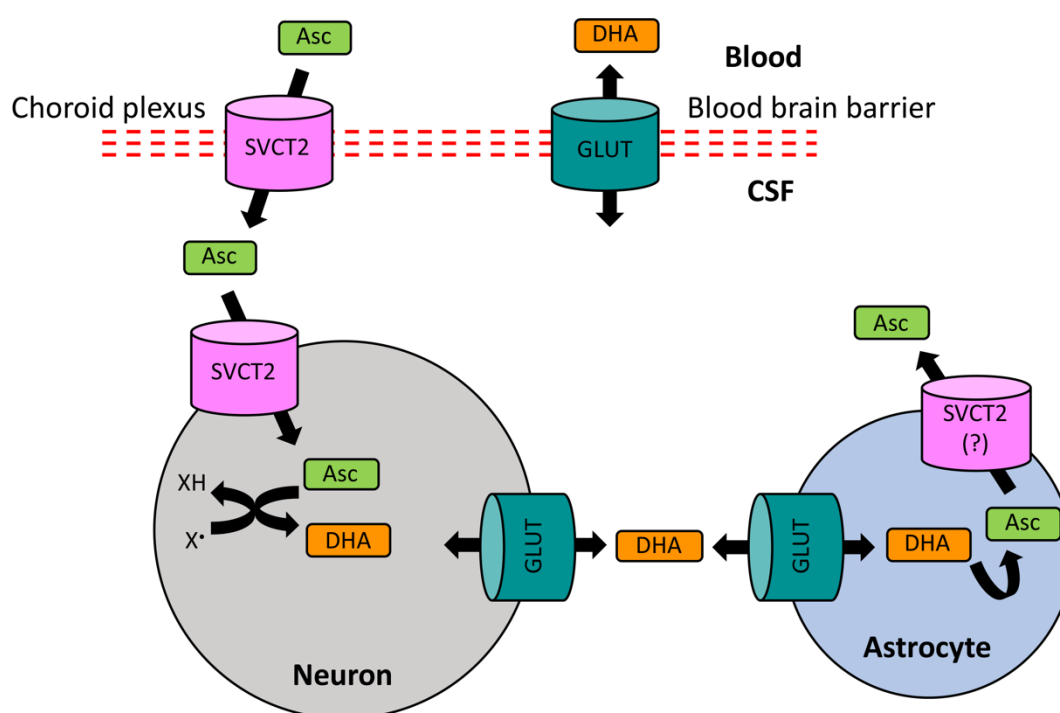 Asc
DHA
Blood
Choroid plexus
Blood brain barrier
SVCT2
GLUT
CSF
Asc
Asc
SVCT2
SVCT2
(?)
Asc
XH
Asc
X•
DHA
GLUT
DHA
GLUT
DHA
Neuron
Astrocyte